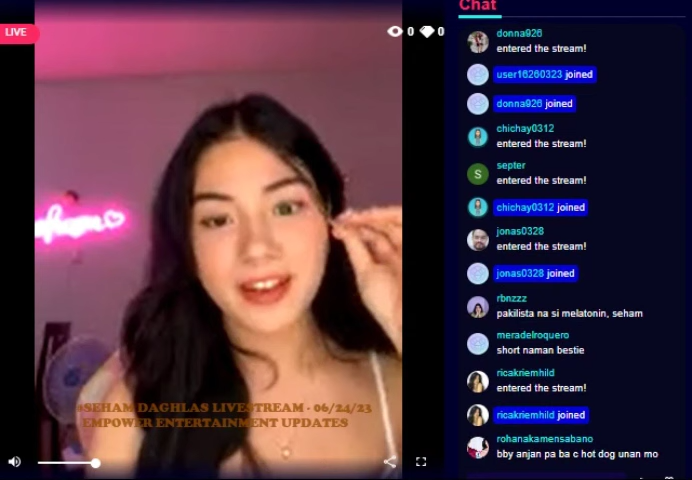 Chat
LIVE
0
0
donna926
entered the stream!
user16260323 joined
donna926 joined
chichay0312
entered the stream!
S
septer
entered the stream!
chichay0312 joined
jonas0328
entered the stream!
jonas0328 joined
rbnzzz
pakilista na si melatonin, seham
meradelroquero
short naman bestie
ricakriemhild
entered the stream!
ricakriemhild joined
rohanakamensabano
bby anjan pa ba c hot dog unan mo
#SEHAM DAGHLAS LIVESTREAM - 06/24/23
EMPOWER ENTERTAINMENT UPDATES